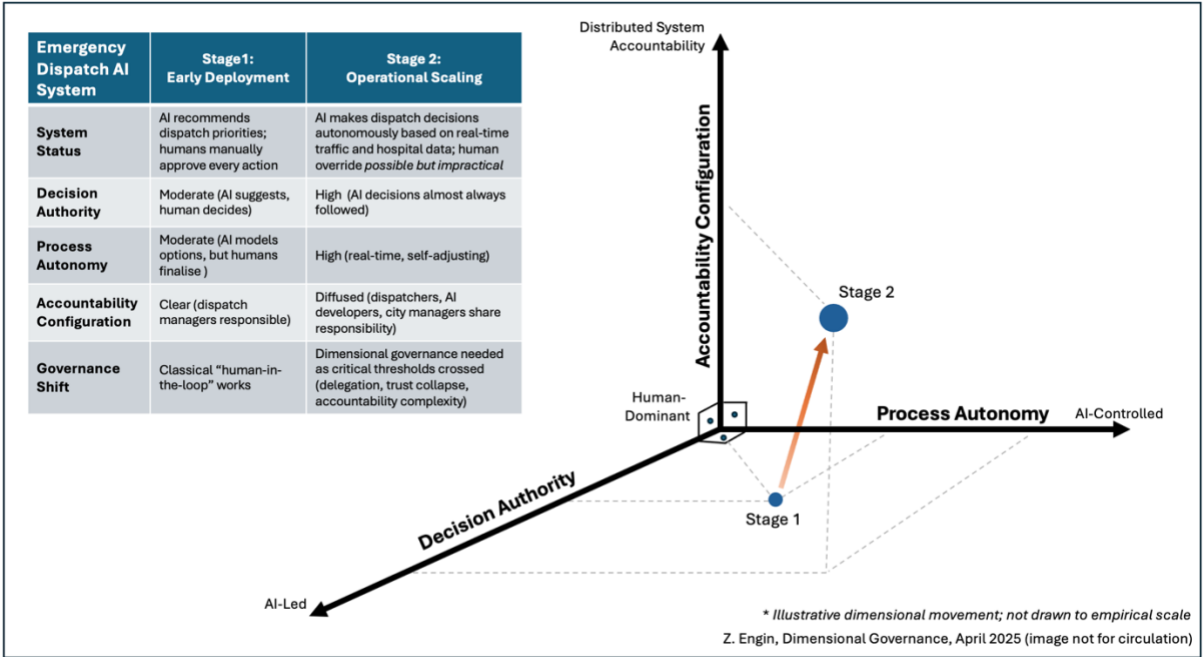 Emergency
Dispatch AI
System
Stage1:
Early Deployment
Stage 2:
Operational Scaling
System
Status
AI recommends
dispatch priorities;
humans manually
approve every action
AI makes dispatch decisions
autonomously based on real-time
traffic and hospital data; human
override possible but impractical
Decision
Authority
Moderate (AI suggests,
human decides)
High (AI decisions almost always
followed)
Process
Autonomy
Moderate (AI models
options, but humans
finalise )
High (real-time, self-adjusting)
Accountability
Configuration
Clear (dispatch
managers responsible)
Diffused (dispatchers, AI
developers, city managers share
responsibility)
Governance
Shift
Classical “human-in-
the-loop” works
Dimensional governance needed
as critical thresholds crossed
(delegation, trust collapse,
accountability complexity)
Distributed System
Accountability
Accountability Configuration
Stage 2
Human-
Dominant
Process Autonomy
AI-Controlled
Decision Authority
Stage 1
AI-Led
* Illustrative dimensional movement; not drawn to empirical scale
Z. Engin, Dimensional Governance, April 2025 (image not for circulation)